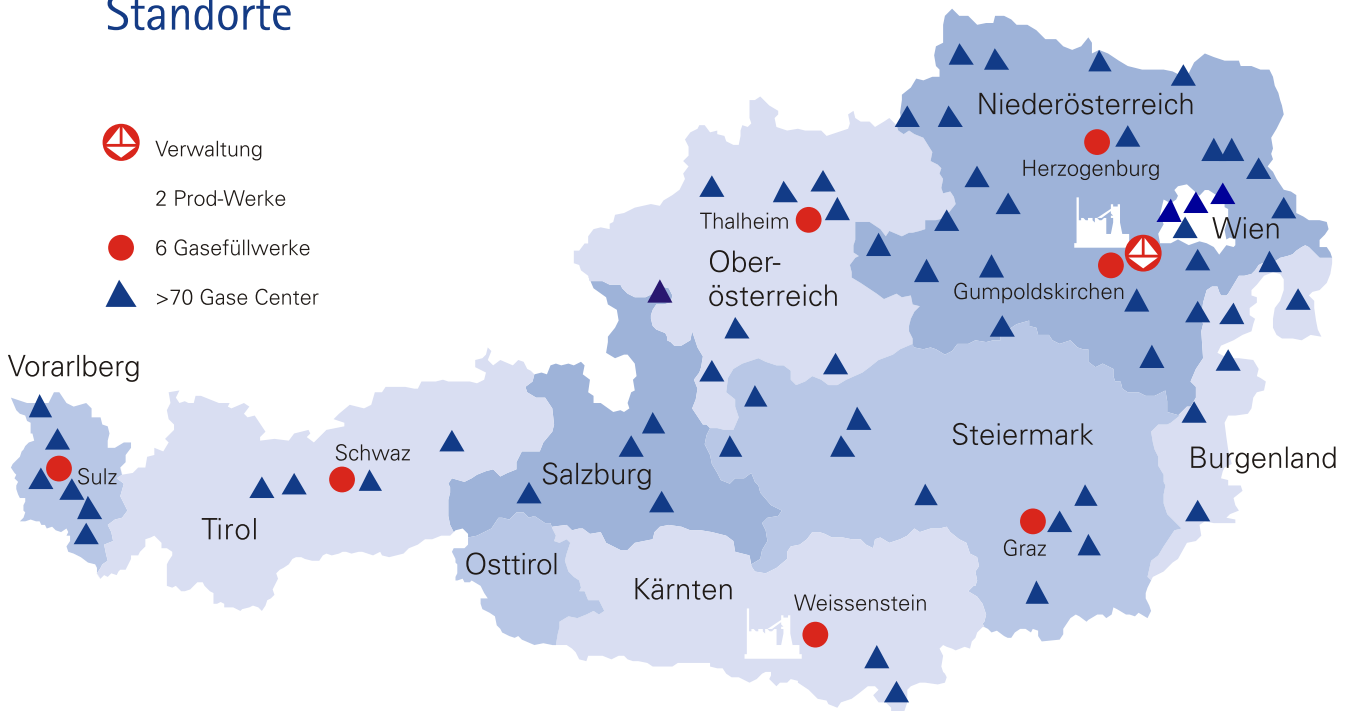 Standorte
Verwaltung
2 Prod-Werke
6 Gasefüllwerke
>70 Gase Center
Niederösterreich
Herzogenburg
Thalheim
Wien
Ober-
österreich
Gumpoldskirchen
Vorarlberg
Steiermark
Schwaz
Burgenland
Sulz
Salzburg
Tirol
Graz
Osttirol
Kärnten
Weissenstein